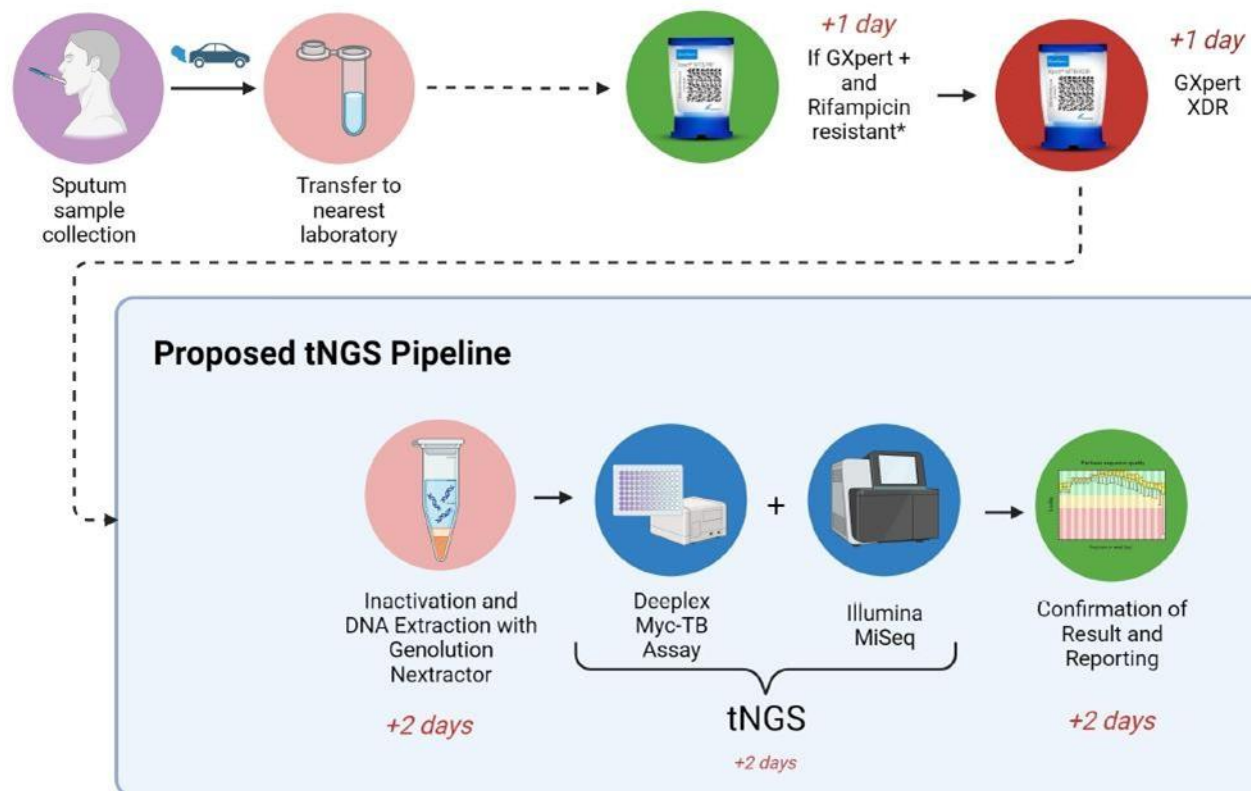 +1 day
If GXpert +
and
Rifampicin
resistant*
+1 day
GXpert
XDR
Sputum
sample
collection
Transfer to
nearest
laboratory
Proposed tNGS Pipeline
Inactivation and
DNA Extraction with
Genolution
Nextractor
+2 days
Deeplex
Myc-TB
Assay
+
Illumina
MiSeq
tNGS
+2 days
Confirmation of
Result and
Reporting
+2 days